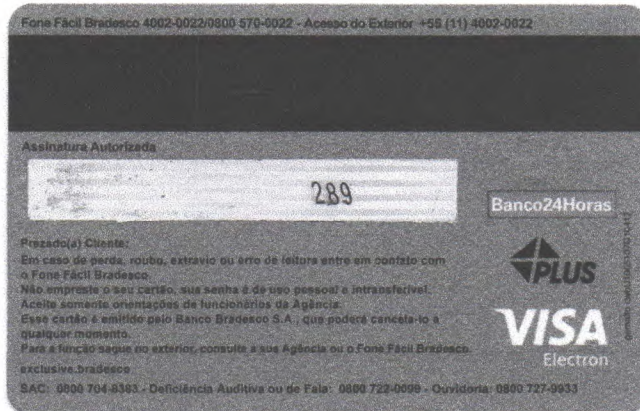 Fone Fácil Bradesco 4002-0022/0800 570-0022 - Acesso do Exterior +55 (11) 4002-0022
Assinatura Autorizada
289
Banco24Horas
Prezado(a) Cliente:
Em caso de perda, roubo, extravio ou erro de leitura entre em contato com
o Fone Fácil Bradesco.
Não empreste o seu cartão, sua senha é de uso pessoal e intransferível.
Aceite somente orientações de funcionários da Agência.
Esse cartão é emitido pelo Banco Bradesco S.A., que poderá cancelá-lo a
qualquer momento.
Para a função saque no exterior, consulte a sua Agência ou o Fone Fácil Bradesco.
exclusive.bradesco
SAC: 0800 704-8383 - Deficiência Auditiva ou de Fala: 0800 722-0099 - Ouvidoria: 0800 727-9933
PLUS
VISA
Electron